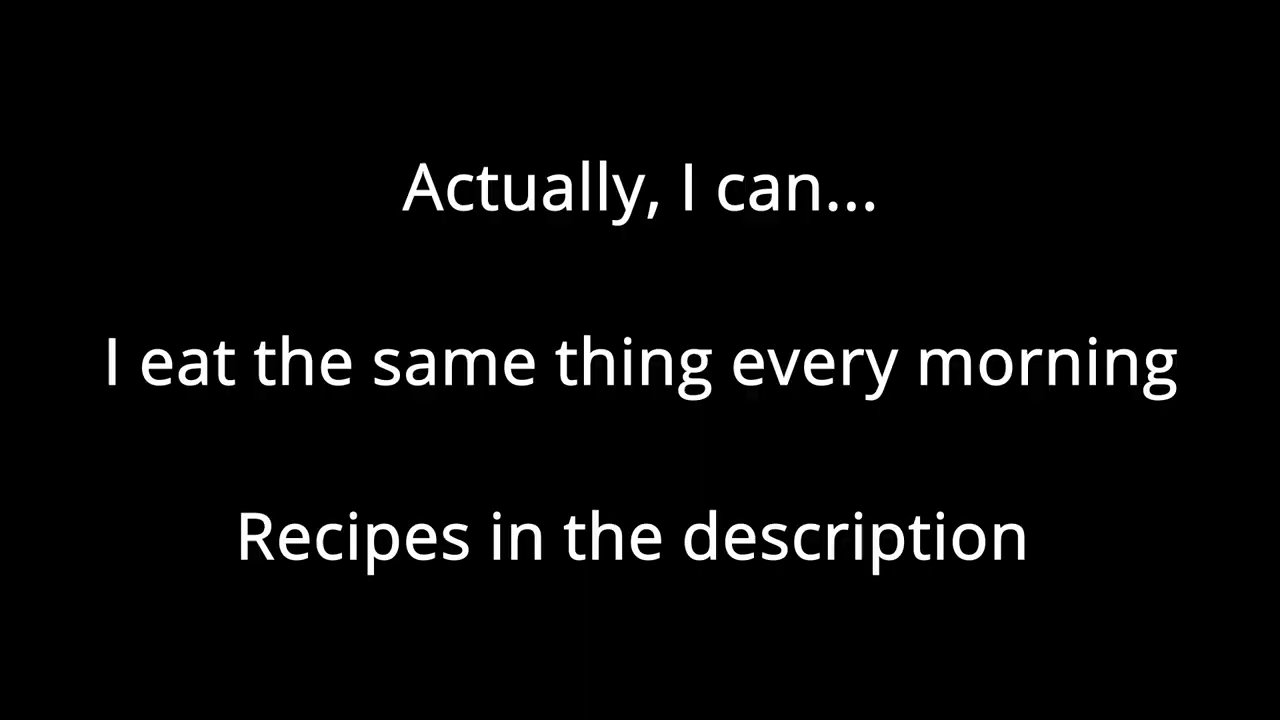 Actually, I can...
I eat the same thing every morning
Recipes in the description